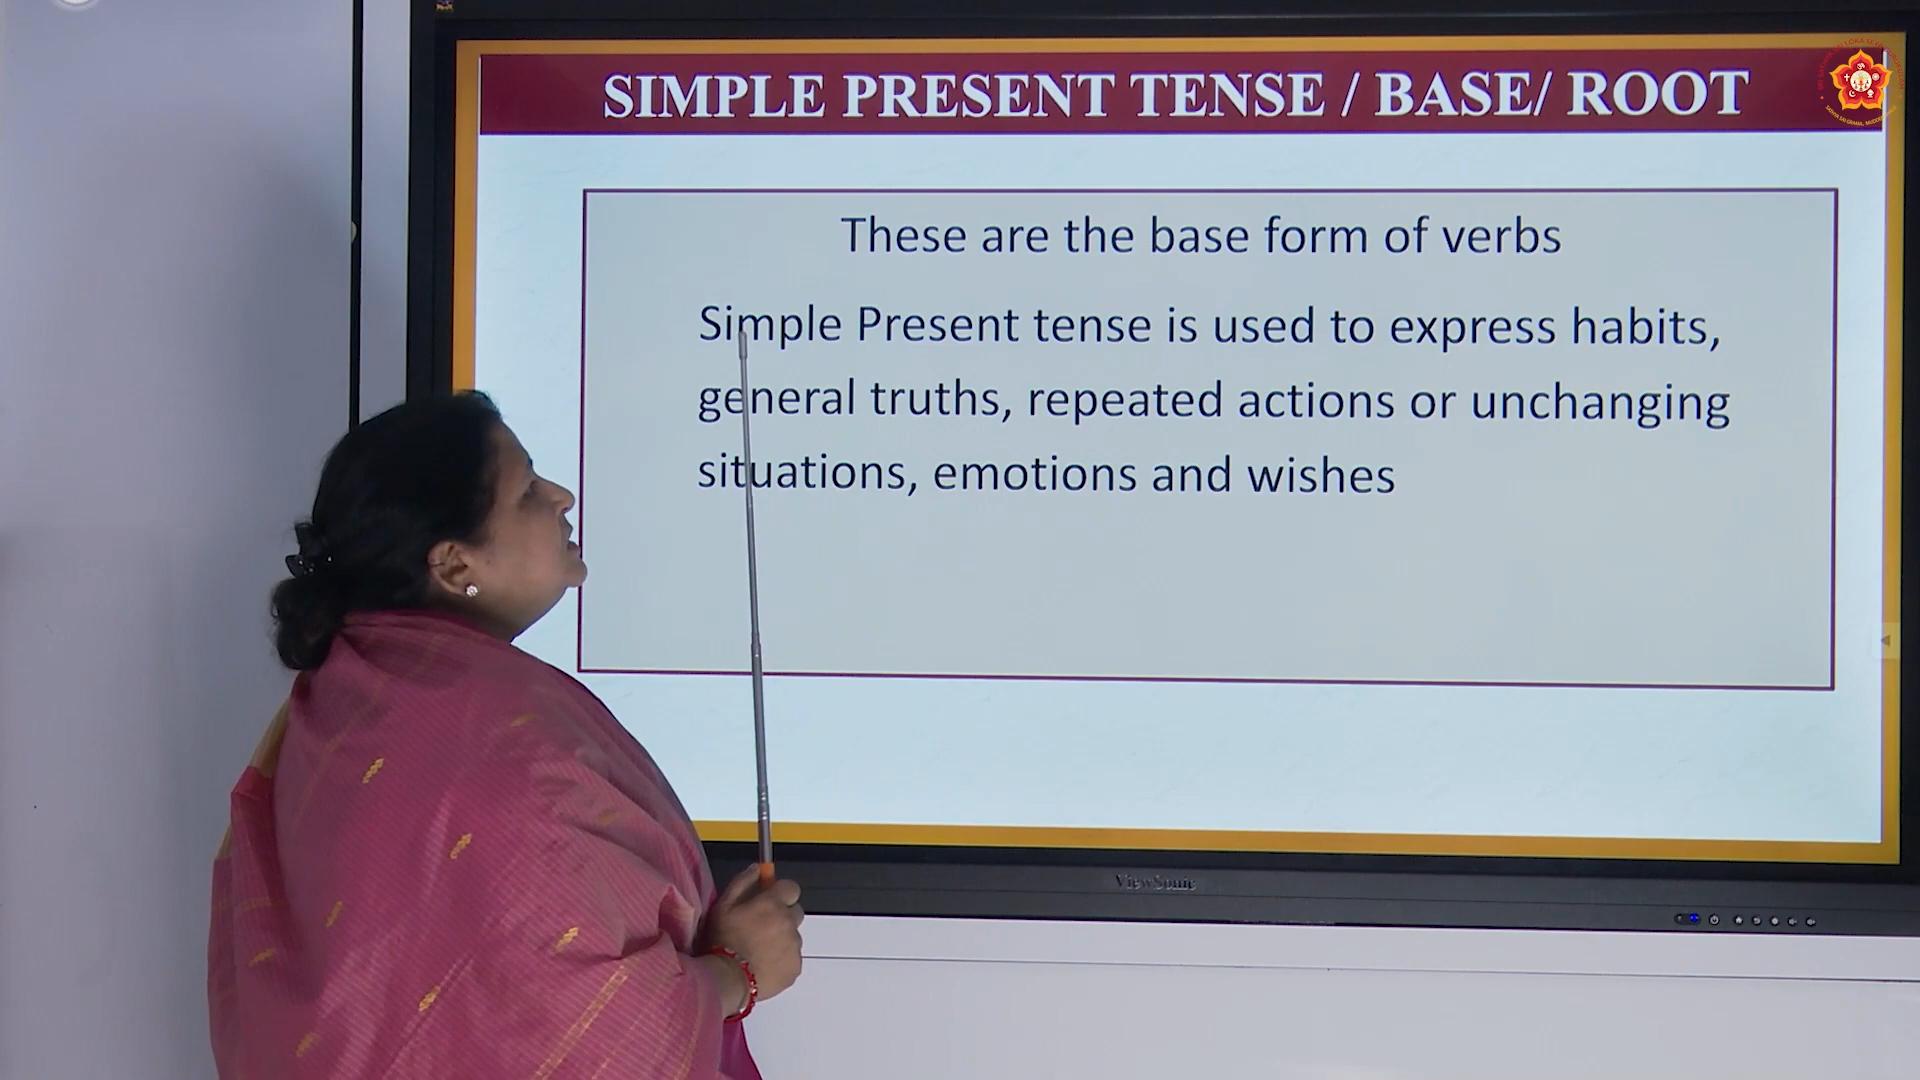 SIMPLE PRESENT TENSE / BASE/ ROOT
These are the base form of verbs
Simple Present tense is used to express habits,
general truths, repeated actions or unchanging
situations, emotions and wishes
ViewSonic